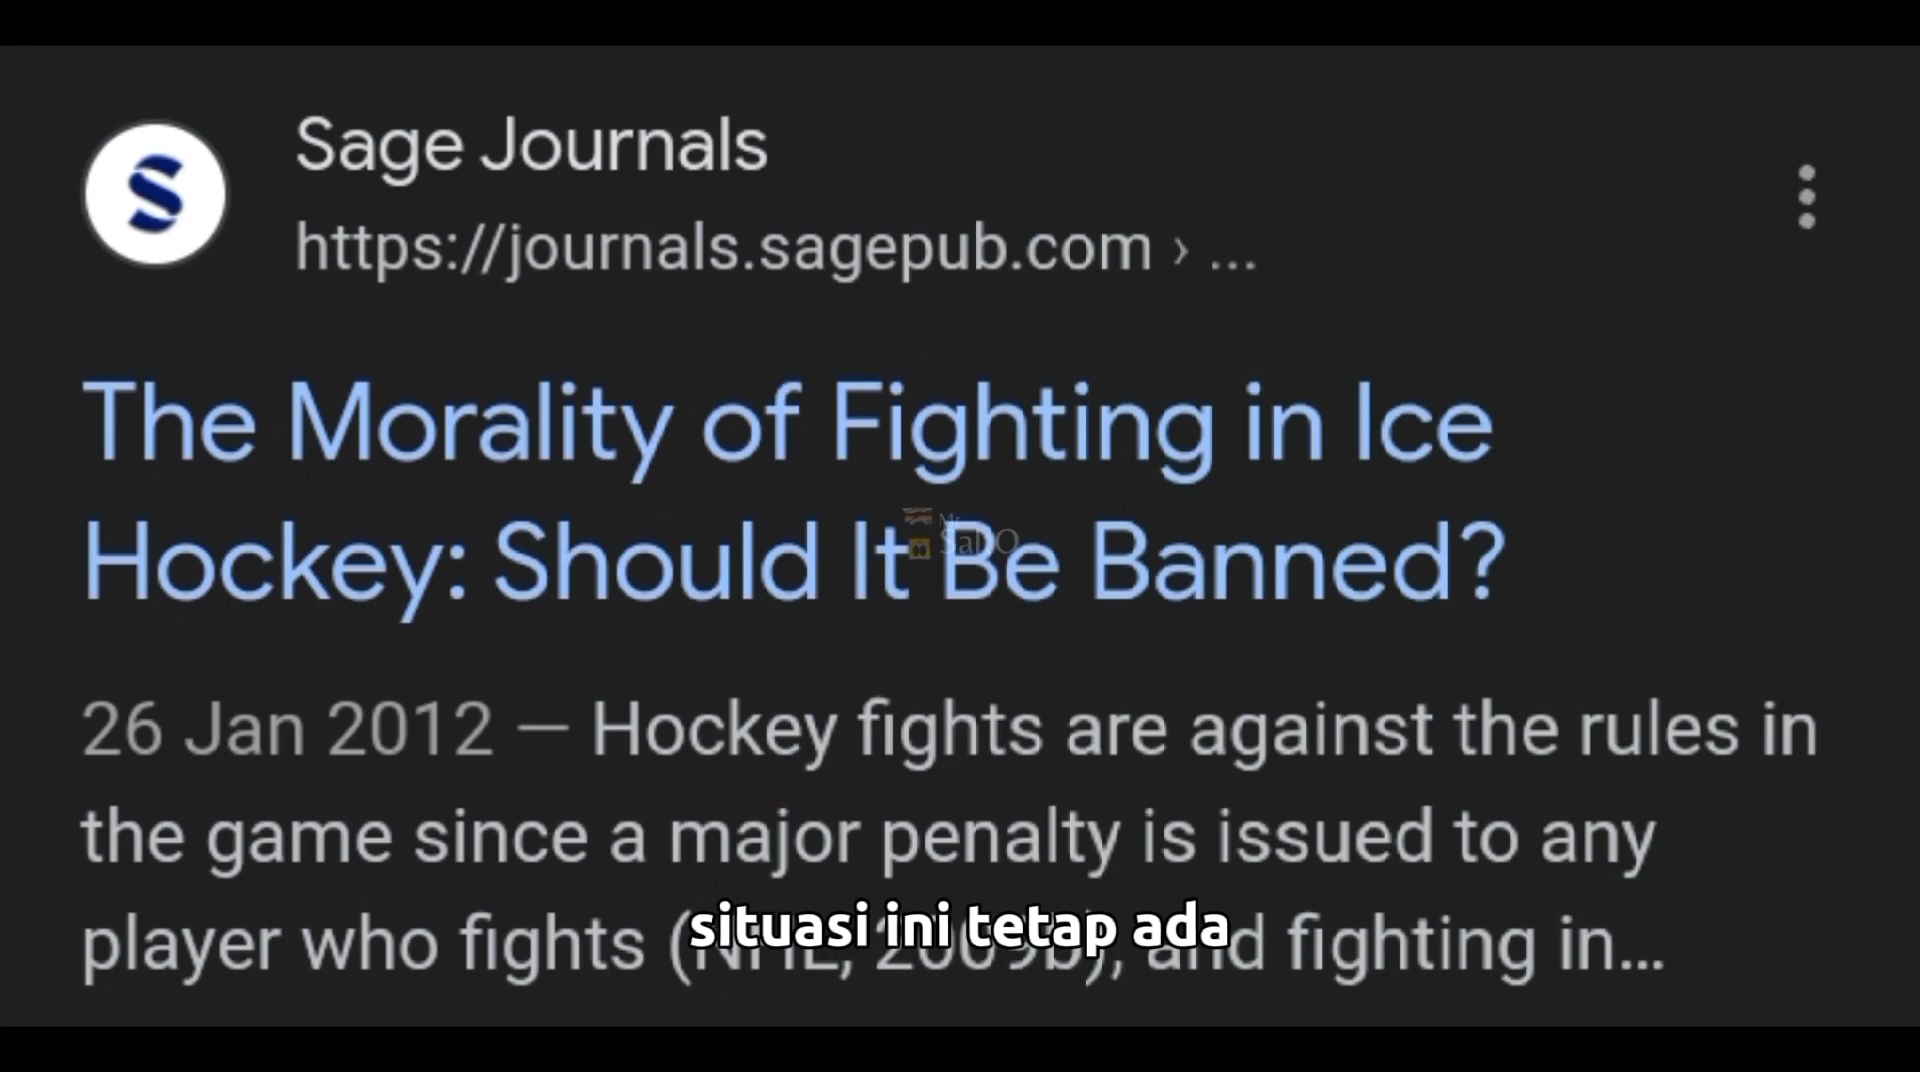 Sage Journals
https://journals.sagepub.com › ...
The Morality of Fighting in Ice
Hockey: Should It Be Banned?
26 Jan 2012 — Hockey fights are against the rules in
the game since a major penalty is issued to any
player who fights (NHL, 2009b), and fighting in...
situasi ini tetap ada